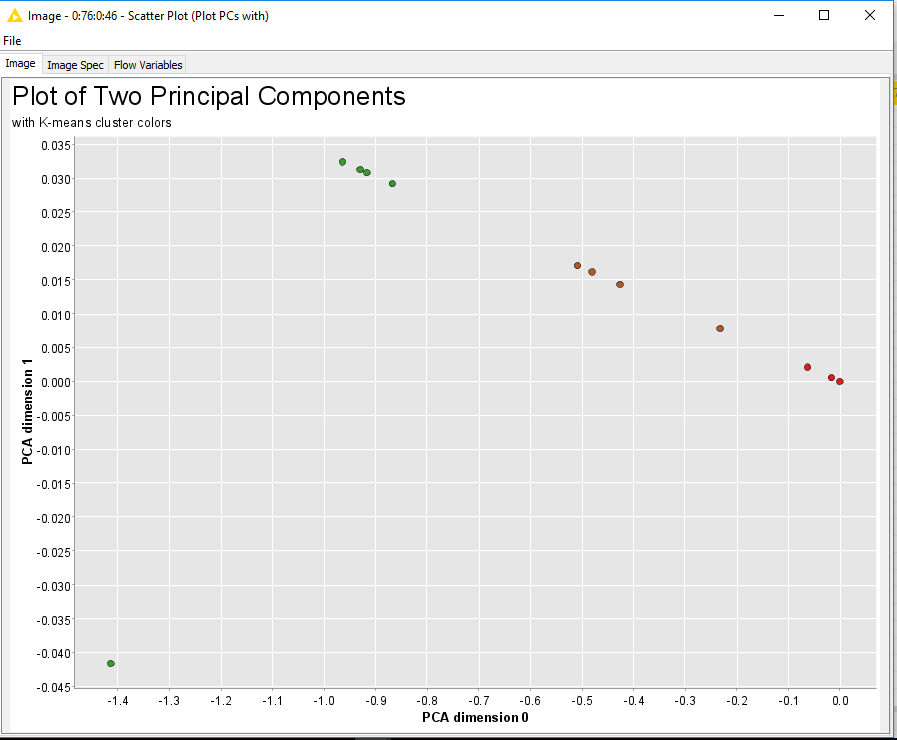 Image - 0:76:0:46 - Scatter Plot (Plot PCs with)
File
Image Image Spec Flow Variables
Plot of Two Principal Components
with K-means cluster colors
0.035
0.030
0.025
0.020
0.015
0.010
0.005
0.000
-0.005
-0.010
-0.015
-0.020
-0.025
-0.030
-0.035
-0.040
-0.045
PCA dimension 1
-1.4 -1.3 -1.2 -1.1 -1.0 -0.9 -0.8 -0.7 -0.6 -0.5 -0.4 -0.3 -0.2 -0.1 0.0
PCA dimension 0